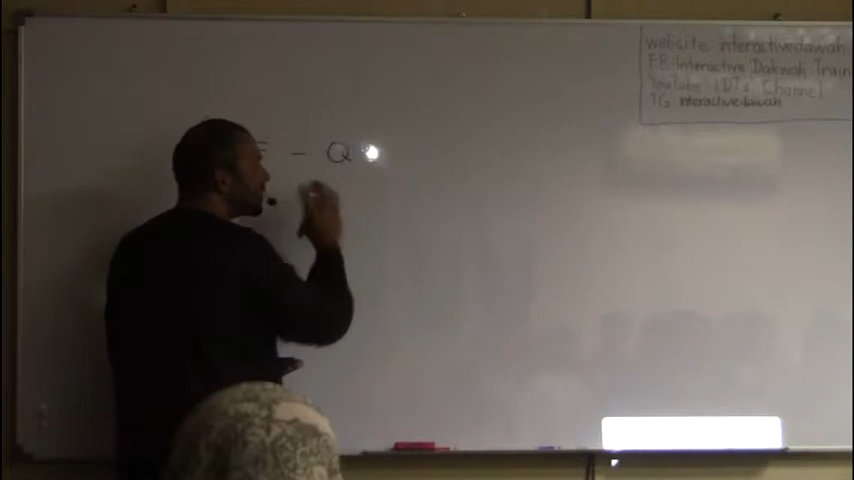 website: interactivedawah
FB: Interactive Dakwah Train
Youtube: IDTs Channel
TG interactivedawah
- Q